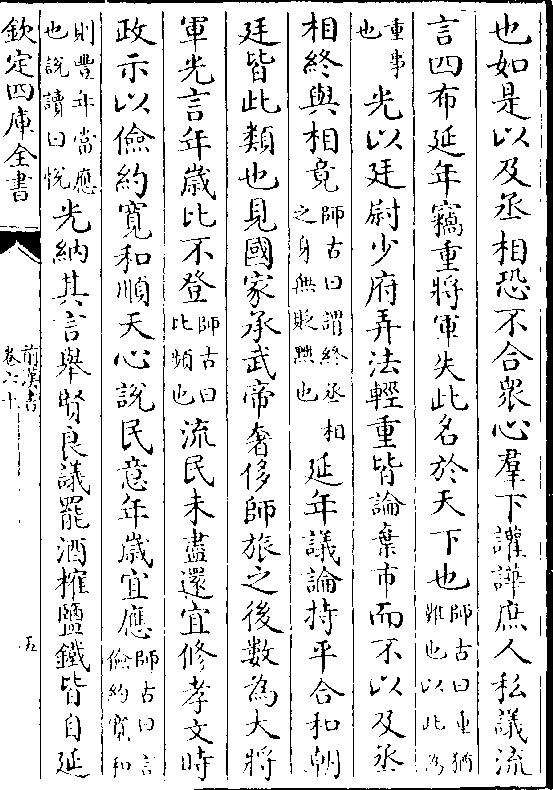 也如是以及丞相恐不合衆心羣下讙譁庶人私議流
言四布延年竊重將軍失此名於天下也師古曰重猶難也以此為
重事也光以廷尉少府弄法輕重皆論棄市而不以及丞
相終與相竟師古曰謂終丞相之身無貶黜也延年議論持平合和朝
廷皆此類也見國家承武帝奢侈師旅之後數為大將
軍光言年歲比不登師古曰比頻也流民未盡還宜修孝文時
政示以儉約寬和順天心說民意年歲宜應師古曰言儉約寬和
則豐年當應也說讀曰悅光納其言舉賢良議罷酒榷鹽鐵皆自延
欽定四庫全書
前漢書
卷六十
五